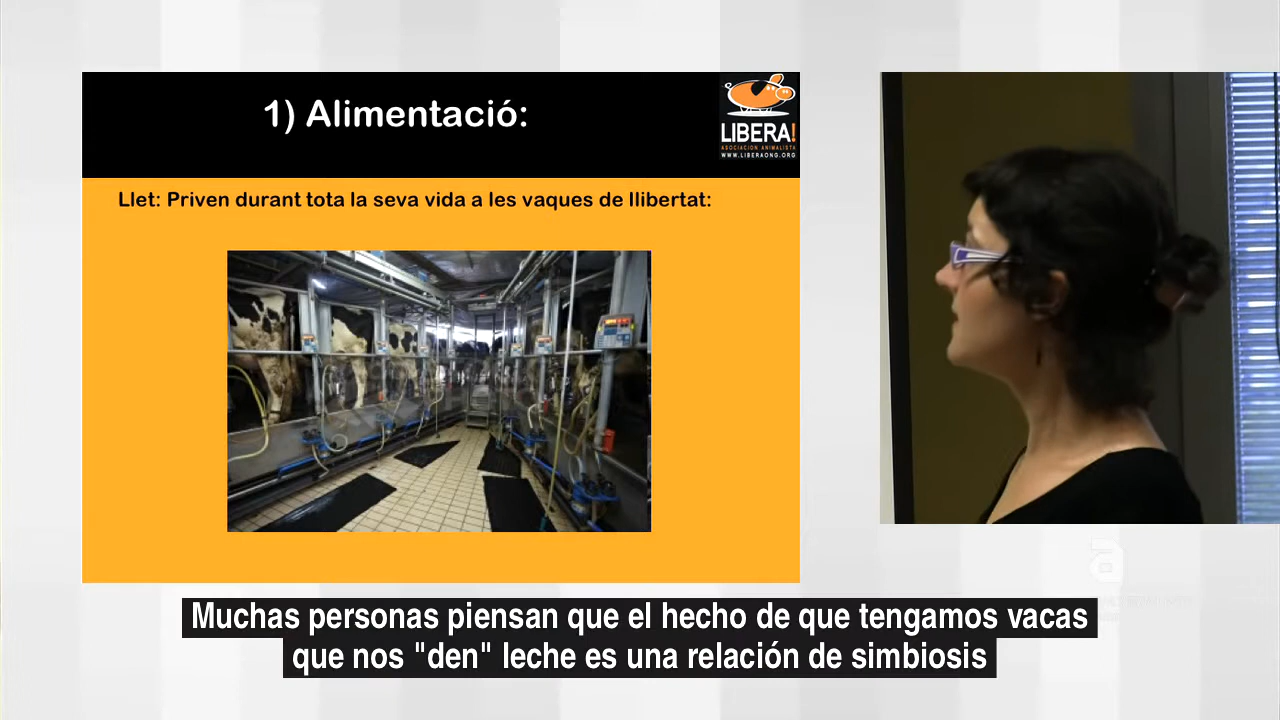 1) Alimentació:
LIBERA!
ASOCIACION ANIMALISTA
WWW.LIBERAONG.ORG
Llet: Priven durant tota la seva vida a les vaques de llibertat:
a
Muchas personas piensan que el hecho de que tengamos vacas
que nos "den" leche es una relación de simbiosis